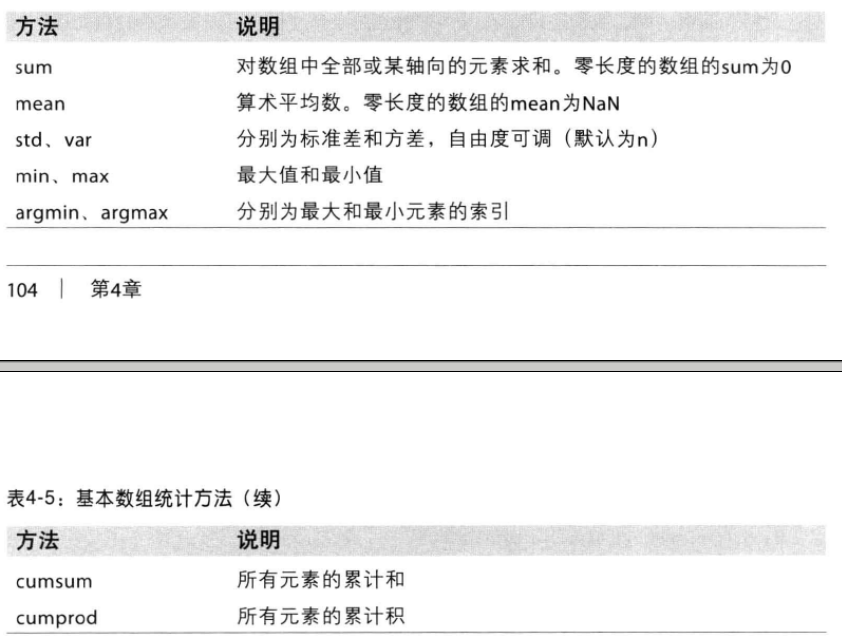 方法 说明
sum 对数组中全部或某轴向的元素求和。零长度的数组的sum为0
mean 算术平均数。零长度的数组的mean为NaN
std、var 分别为标准差和方差，自由度可调（默认为n）
min、max 最大值和最小值
argmin、argmax 分别为最大和最小元素的索引
104 | 第4章
表4-5：基本数组统计方法（续）
方法 说明
cumsum 所有元素的累计和
cumprod 所有元素的累计积